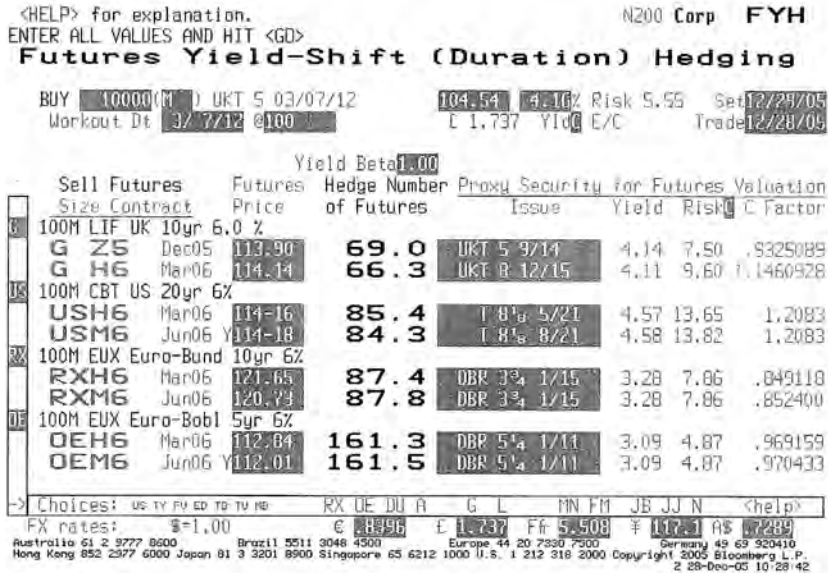 <HELP> for explanation. N200 Corp FYH
ENTER ALL VALUES AND HIT <GO>
Futures Yield-Shift (Duration) Hedging
BUY 10000(M ) UKT 5 03/07/12 104.54 4.16% Risk 5.55 Set 12/29/05
Workout Dt 3/ 7/12 @100 £ 1.737 Yld E/C Trade 12/28/05
Yield Beta 1.00
Sell Futures Futures Hedge Number Proxy Security for Futures Valuation
Size Contract Price of Futures Issue Yield Risk C Factor
G 100M LIF UK 10yr 6.0 %
G Z5 Dec05 113.90 69.0 UKT 5 9/14 4.14 7.50 .9325089
G H6 Mar06 114.14 66.3 UKT 8 12/15 4.11 9.60 1.1460928
US 100M CBT US 20yr 6%
USH6 Mar06 114-16 85.4 T 8⅛ 5/21 4.57 13.65 1.2083
USM6 Jun06 Y114-18 84.3 T 8⅛ 8/21 4.58 13.82 1.2083
RX 100M EUX Euro-Bund 10yr 6%
RXH6 Mar06 121.65 87.4 DBR 3¾ 1/15 3.28 7.86 .849118
RXM6 Jun06 120.73 87.8 DBR 3¾ 1/15 3.28 7.86 .852400
OE 100M EUX Euro-Bobl 5yr 6%
OEH6 Mar06 112.84 161.3 DBR 5¼ 1/11 3.09 4.87 .969159
OEM6 Jun06 Y112.01 161.5 DBR 5¼ 1/11 3.09 4.87 .970433
-> Choices: US TY FV ED TD TU MB RX OE DU A G L MN FM JB JJ N <help>
FX rates: $=1.00 € .8396 £ 1.737 Ff 5.508 ¥ 117.1 A$ .7289
Australia 61 2 9777 8600 Brazil 5511 3048 4500 Europe 44 20 7330 7500 Germany 49 69 920410
Hong Kong 852 2977 6000 Japan 81 3 3201 8900 Singapore 65 6212 1000 U.S. 1 212 318 2000 Copyright 2005 Bloomberg L.P.
2 28-Dec-05 10:28:42